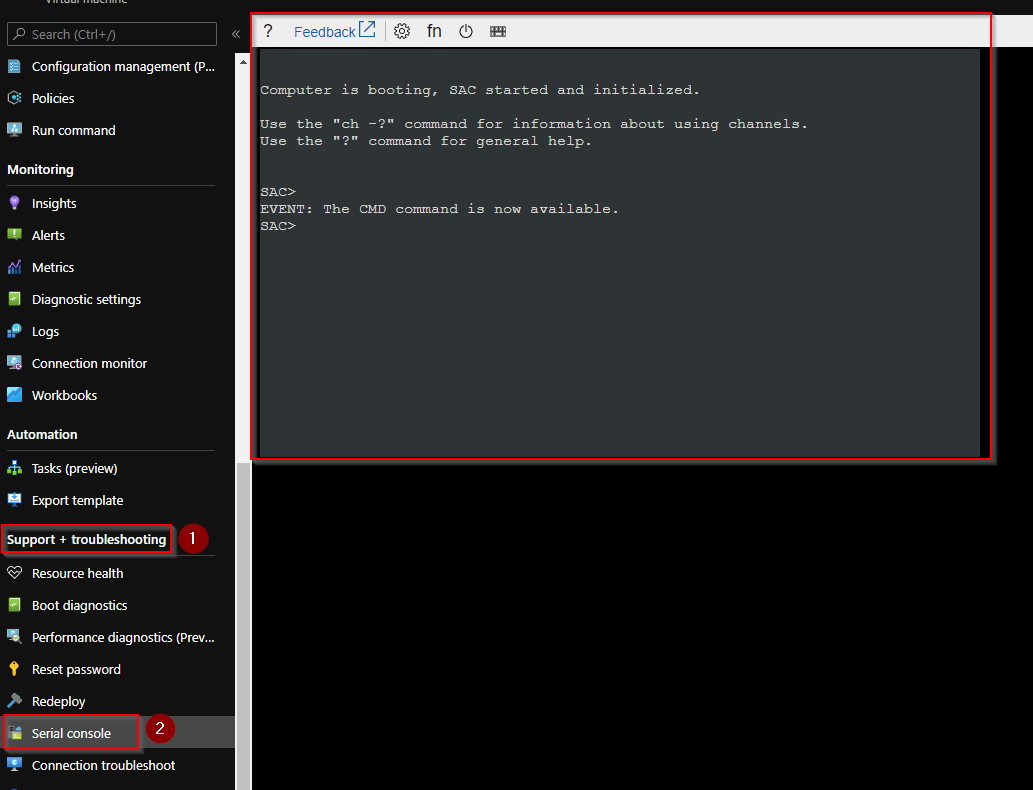 Virtual machine
Search (Ctrl+/)
«
Configuration management (P...
Policies
Run command
Monitoring
Insights
Alerts
Metrics
Diagnostic settings
Logs
Connection monitor
Workbooks
Automation
Tasks (preview)
Export template
Support + troubleshooting
1
Resource health
Boot diagnostics
Performance diagnostics (Prev...
Reset password
Redeploy
Serial console
2
Connection troubleshoot
? Feedback fn
Computer is booting, SAC started and initialized.
Use the "ch -?" command for information about using channels.
Use the "?" command for general help.
SAC>
EVENT: The CMD command is now available.
SAC>